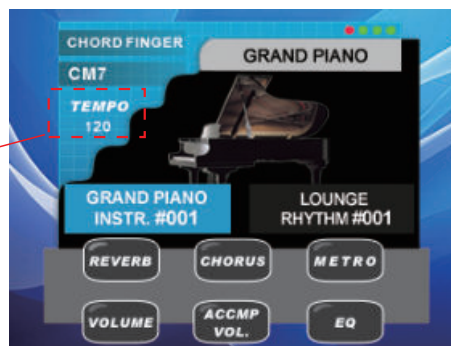 CHORD FINGER
GRAND PIANO
CM7
TEMPO
120
GRAND PIANO
INSTR. #001
LOUNGE
RHYTHM #001
REVERB
CHORUS
METRO
VOLUME
ACCMP
VOL.
EQ